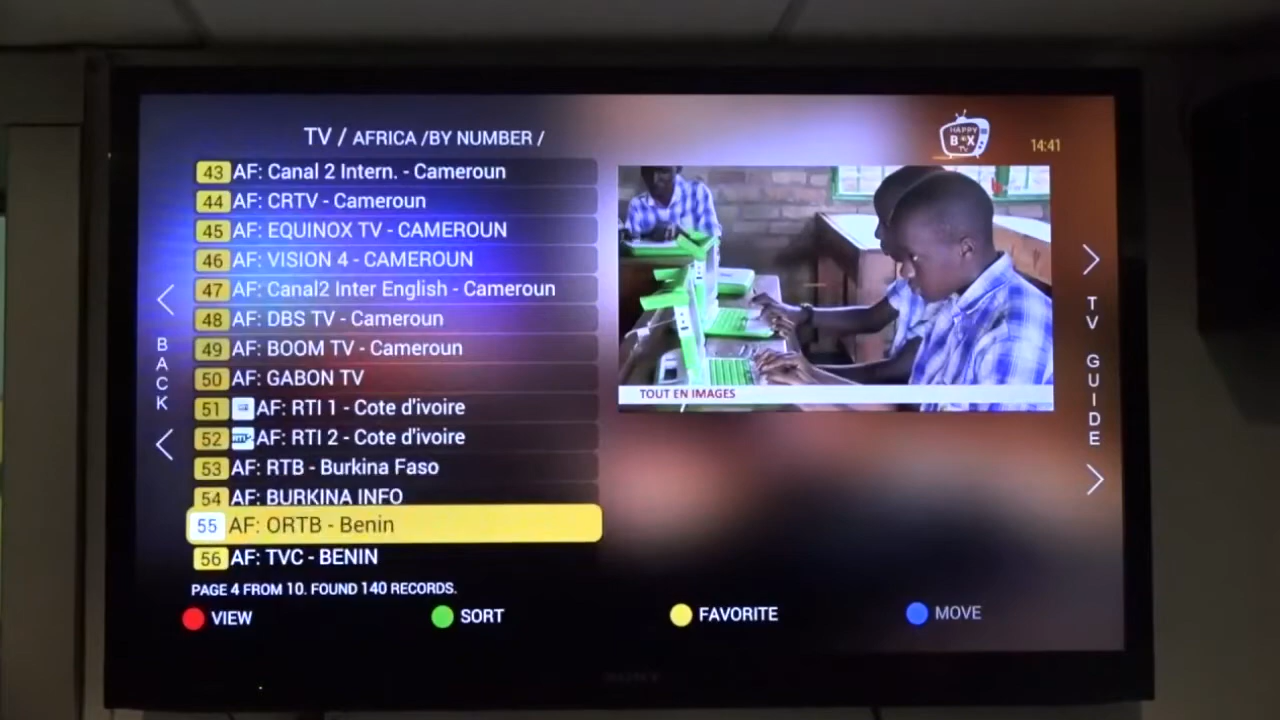 TV / AFRICA /BY NUMBER /
HAPPY
BOX
TV
14:41
43 AF: Canal 2 Intern. - Cameroun
44 AF: CRTV - Cameroun
45 AF: EQUINOX TV - CAMEROUN
46 AF: VISION 4 - CAMEROUN
47 AF: Canal2 Inter English - Cameroun
48 AF: DBS TV - Cameroun
49 AF: BOOM TV - Cameroun
50 AF: GABON TV
51 AF: RTI 1 - Cote d'ivoire
52 AF: RTI 2 - Cote d'ivoire
53 AF: RTB - Burkina Faso
54 AF: BURKINA INFO
55 AF: ORTB - Benin
56 AF: TVC - BENIN
BACK
TOUT EN IMAGES
TV GUIDE
PAGE 4 FROM 10. FOUND 140 RECORDS.
VIEW SORT FAVORITE MOVE